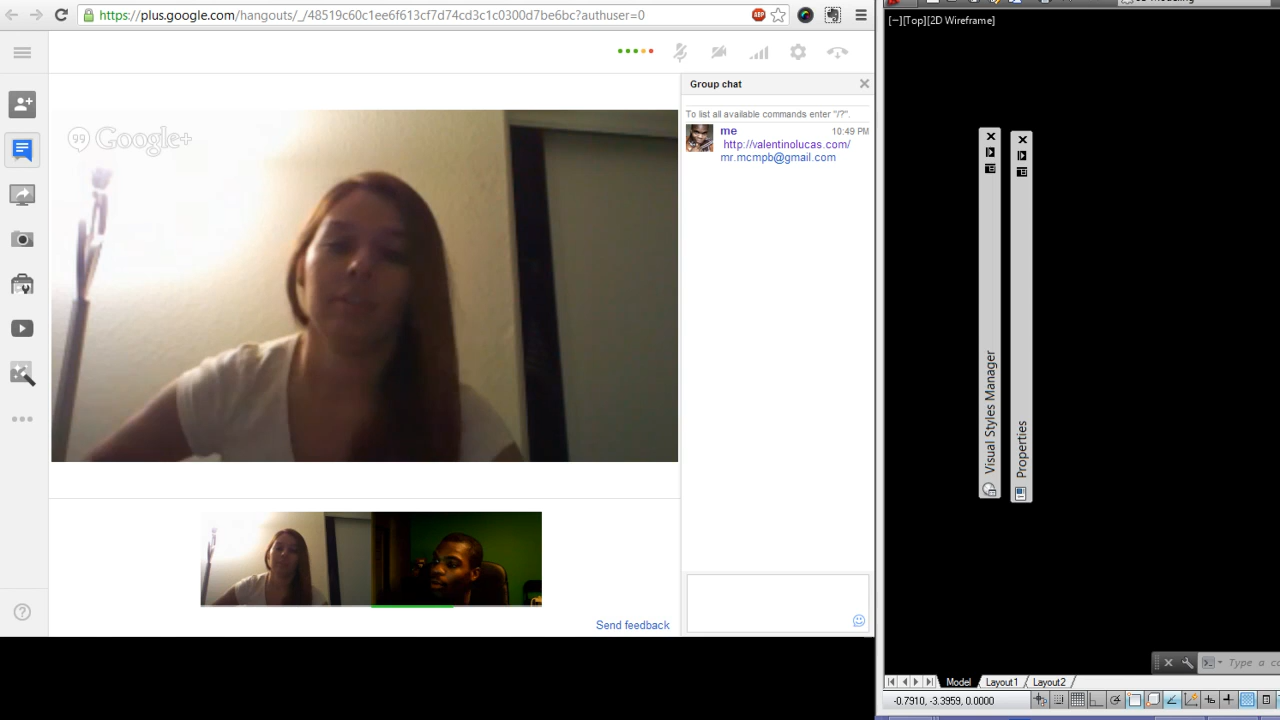 https://plus.google.com/hangouts/_/48519c60c1ee6f613cf7d74cd3c1c0300d7be6bc?authuser=0
ABP
Google+
Group chat
To list all available commands enter "/?".
me
10:49 PM
http://valentinolucas.com/
mr.mcmpb@gmail.com
Send feedback
[−][Top][2D Wireframe]
Visual Styles Manager
Properties
Type a co
Model
Layout1
Layout2
-0.7910, -3.3959, 0.0000